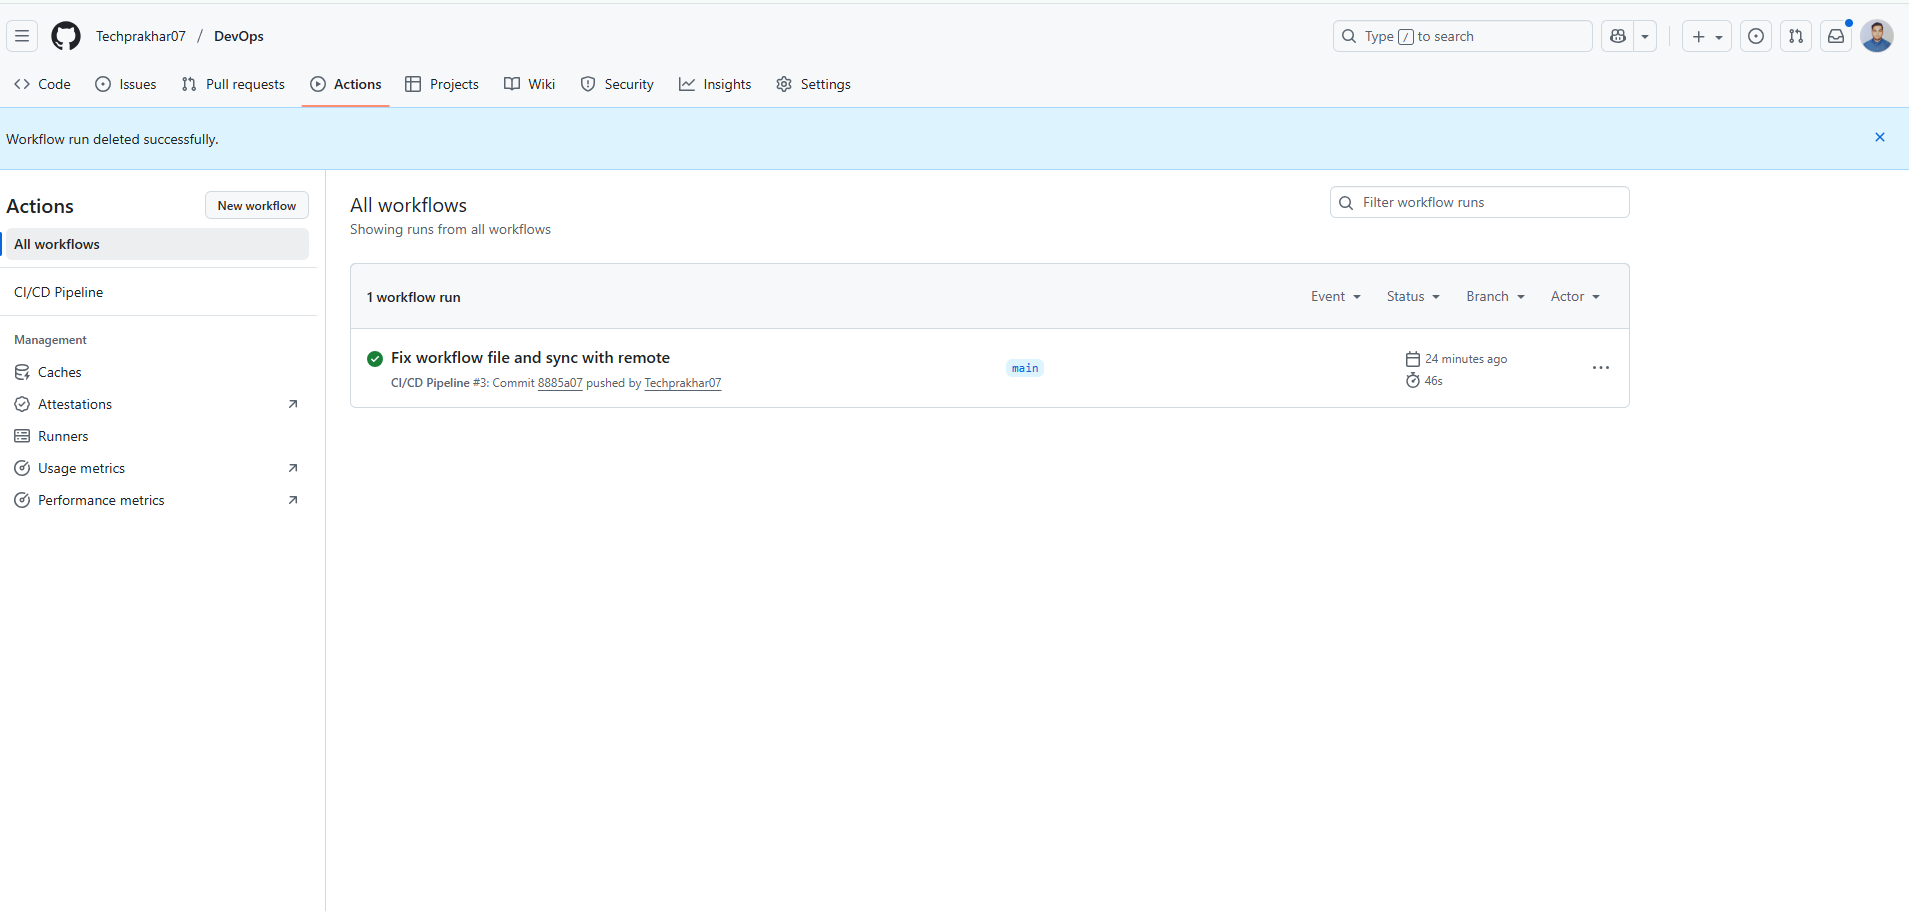 Techprakhar07 / DevOps
Type / to search
Code Issues Pull requests Actions Projects Wiki Security Insights Settings
Workflow run deleted successfully.
Actions
New workflow
All workflows
CI/CD Pipeline
Management
Caches
Attestations
Runners
Usage metrics
Performance metrics
All workflows
Showing runs from all workflows
Filter workflow runs
1 workflow run
Event Status Branch Actor
Fix workflow file and sync with remote
CI/CD Pipeline #3: Commit 8885a07 pushed by Techprakhar07
main
24 minutes ago
46s